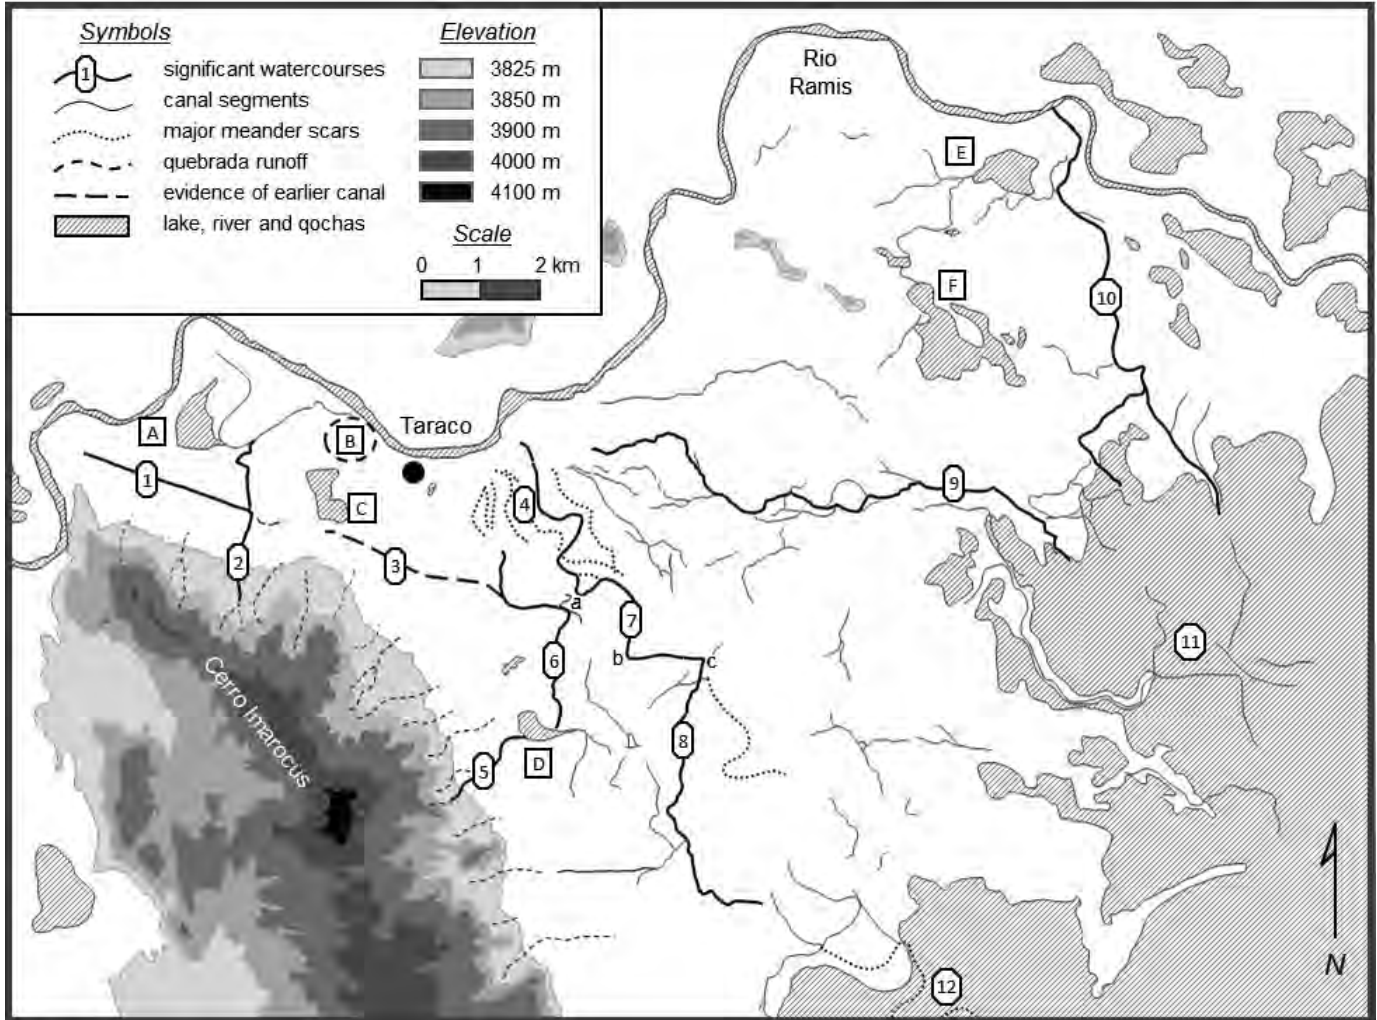 Symbols
1
significant watercourses
canal segments
major meander scars
quebrada runoff
evidence of earlier canal
lake, river and qochas
Elevation
3825 m
3850 m
3900 m
4000 m
4100 m
Scale
0 1 2 km
Rio
Ramis
E
F
10
Taraco
A
B
1
C
4
9
2
3
a
7
b
c
6
11
Cerro Imarocus
8
5
D
12
N